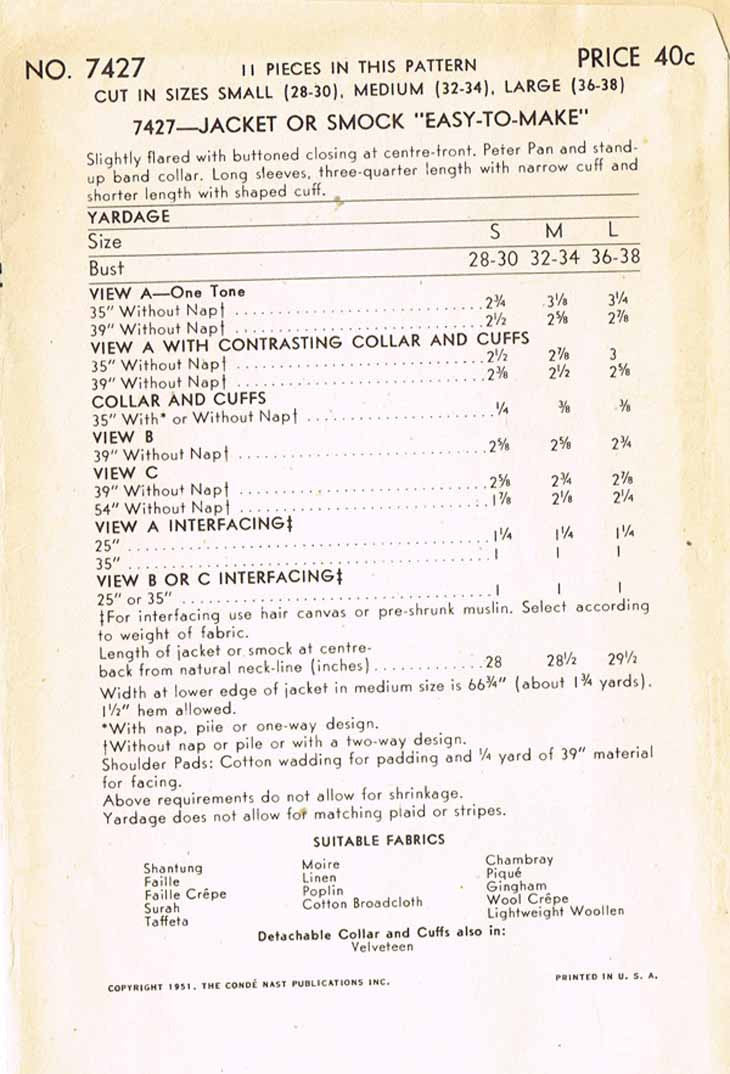 NO. 7427 11 PIECES IN THIS PATTERN PRICE 40c
CUT IN SIZES SMALL (28-30), MEDIUM (32-34), LARGE (36-38)
7427—JACKET OR SMOCK "EASY-TO-MAKE"
Slightly flared with buttoned closing at centre-front. Peter Pan and stand-
up band collar. Long sleeves, three-quarter length with narrow cuff and
shorter length with shaped cuff.
YARDAGE
Size S M L
Bust 28-30 32-34 36-38
VIEW A—One Tone
35" Without Nap† 2¾ 3⅛ 3¼
39" Without Nap† 2½ 2⅝ 2⅞
VIEW A WITH CONTRASTING COLLAR AND CUFFS
35" Without Nap† 2½ 2⅞ 3
39" Without Nap† 2⅜ 2½ 2⅝
COLLAR AND CUFFS
35" With* or Without Nap† ¼ ⅜ ⅜
VIEW B
39" Without Nap† 2⅝ 2⅝ 2¾
VIEW C
39" Without Nap† 2⅝ 2¾ 2⅞
54" Without Nap† 1⅞ 2⅛ 2¼
VIEW A INTERFACING‡
25" 1¼ 1¼ 1¼
35" 1 1 1
VIEW B OR C INTERFACING‡
25" or 35" 1 1 1
‡For interfacing use hair canvas or pre-shrunk muslin. Select according
to weight of fabric.
Length of jacket or smock at centre-
back from natural neck-line (inches) 28 28½ 29½
Width at lower edge of jacket in medium size is 66¾" (about 1¾ yards).
1½" hem allowed.
*With nap, pile or one-way design.
†Without nap or pile or with a two-way design.
Shoulder Pads: Cotton wadding for padding and ¼ yard of 39" material
for facing.
Above requirements do not allow for shrinkage.
Yardage does not allow for matching plaid or stripes.
SUITABLE FABRICS
Shantung Moire Chambray
Faille Linen Piqué
Faille Crêpe Poplin Gingham
Surah Cotton Broadcloth Wool Crêpe
Taffeta Lightweight Woollen
Detachable Collar and Cuffs also in:
Velveteen
COPYRIGHT 1951, THE CONDÉ NAST PUBLICATIONS INC. PRINTED IN U. S. A.